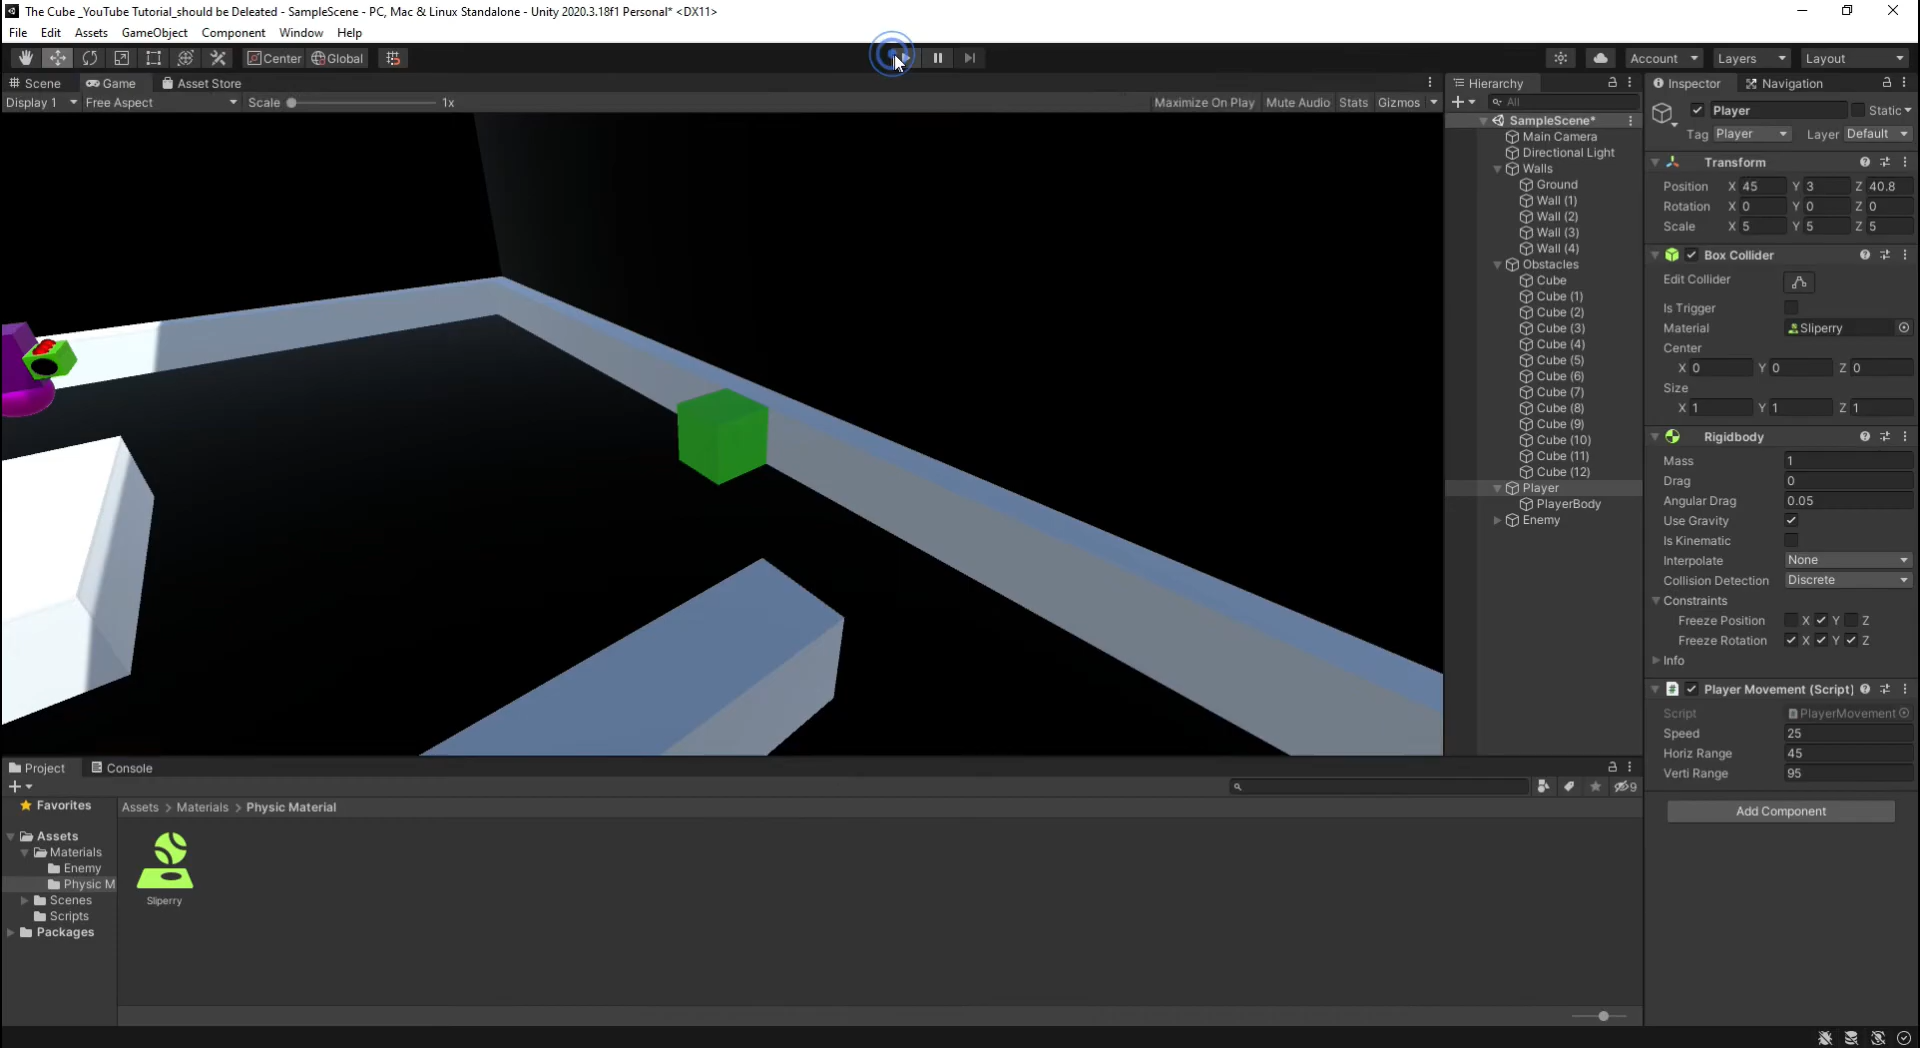 The Cube _YouTube Tutorial_should be Deleated - SampleScene - PC, Mac & Linux Standalone - Unity 2020.3.18f1 Personal* <DX11>
File Edit Assets GameObject Component Window Help
Center Global Account Layers Layout
Scene Game Asset Store
Display 1 Free Aspect Scale 1x Maximize On Play Mute Audio Stats Gizmos
Hierarchy
All
SampleScene*
Main Camera
Directional Light
Walls
Ground
Wall (1)
Wall (2)
Wall (3)
Wall (4)
Obstacles
Cube
Cube (1)
Cube (2)
Cube (3)
Cube (4)
Cube (5)
Cube (6)
Cube (7)
Cube (8)
Cube (9)
Cube (10)
Cube (11)
Cube (12)
Player
PlayerBody
Enemy
Inspector Navigation
Player Static
Tag Player Layer Default
Transform
Position X 45 Y 3 Z 40.8
Rotation X 0 Y 0 Z 0
Scale X 5 Y 5 Z 5
Box Collider
Edit Collider
Is Trigger
Material Sliperry
Center
X 0 Y 0 Z 0
Size
X 1 Y 1 Z 1
Rigidbody
Mass 1
Drag 0
Angular Drag 0.05
Use Gravity
Is Kinematic
Interpolate None
Collision Detection Discrete
Constraints
Freeze Position X Y Z
Freeze Rotation X Y Z
Info
Player Movement (Script)
Script PlayerMovement
Speed 25
Horiz Range 45
Verti Range 95
Add Component
Project Console
9
Favorites
Assets
Materials
Enemy
Physic M
Scenes
Scripts
Packages
Assets > Materials > Physic Material
Sliperry